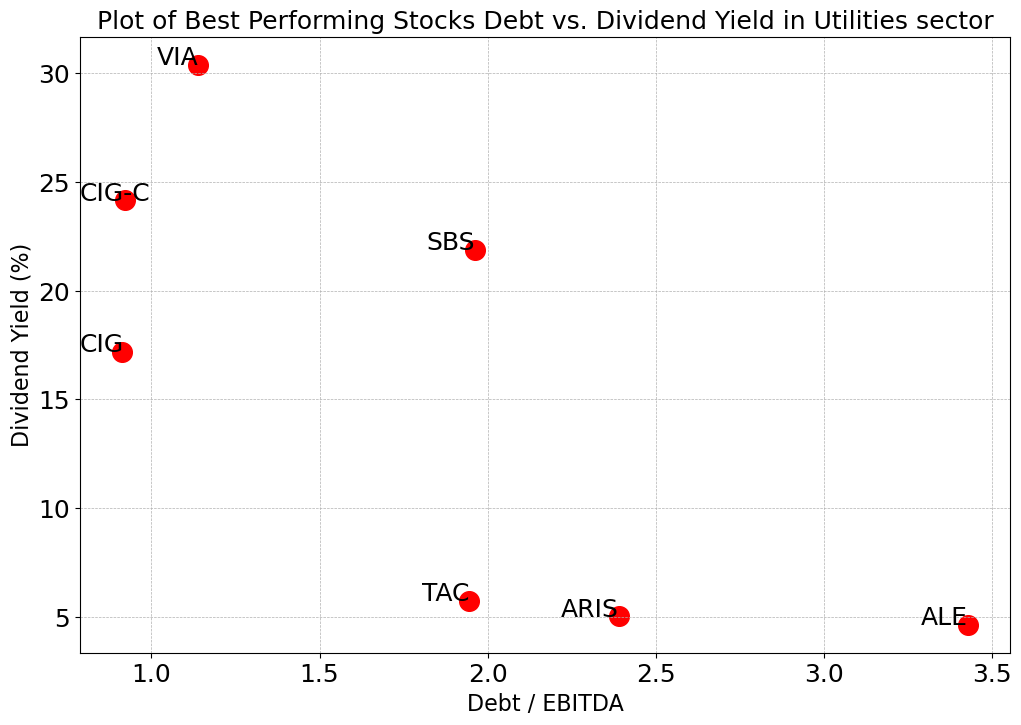 Plot of Best Performing Stocks Debt vs. Dividend Yield in Utilities sector
VIA
30
CIG-C
25
SBS
20
CIG
15
10
TAC
ARIS
ALE
5
Dividend Yield (%)
1.0 1.5 2.0 2.5 3.0 3.5
Debt / EBITDA